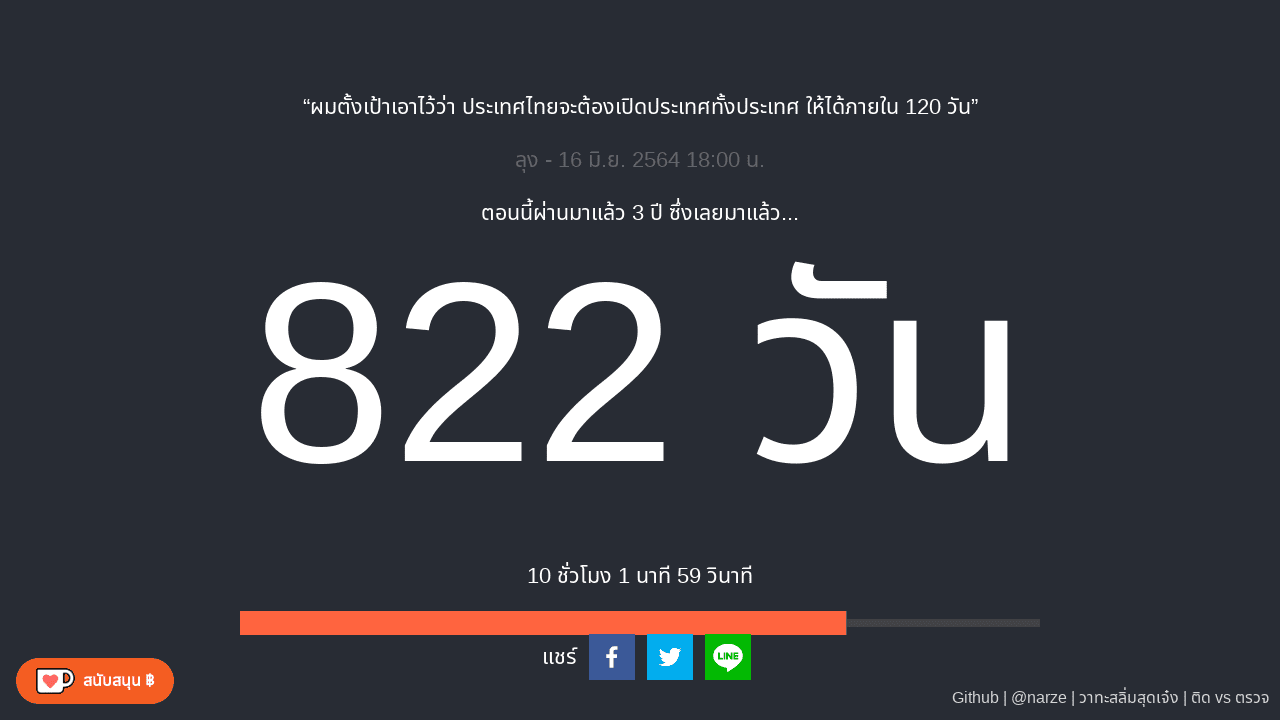 “ผมตั้งเป้าเอาไว้ว่า ประเทศไทยจะต้องเปิดประเทศทั้งประเทศ ให้ได้ภายใน 120 วัน”
ลุง - 16 มิ.ย. 2564 18:00 น.
ตอนนี้ผ่านมาแล้ว 3 ปี ซึ่งเลยมาแล้ว...
822 วัน
10 ชั่วโมง 1 นาที 59 วินาที
แชร์
LINE
สนับสนุน ฿
Github | @narze | วาทะสลิ่มสุดเจ๋ง | ติด vs ตรวจ